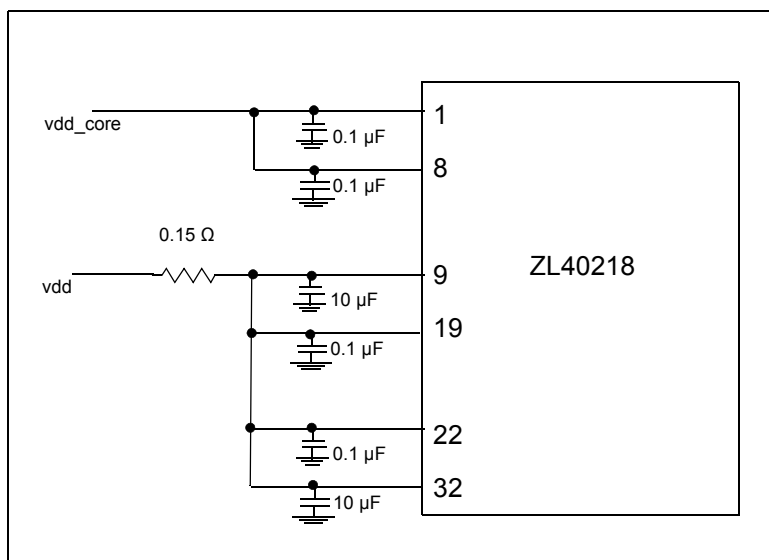 vdd_core
1
0.1 µF
8
0.1 µF
0.15 Ω
vdd
9
ZL40218
10 µF
19
0.1 µF
22
0.1 µF
32
10 µF